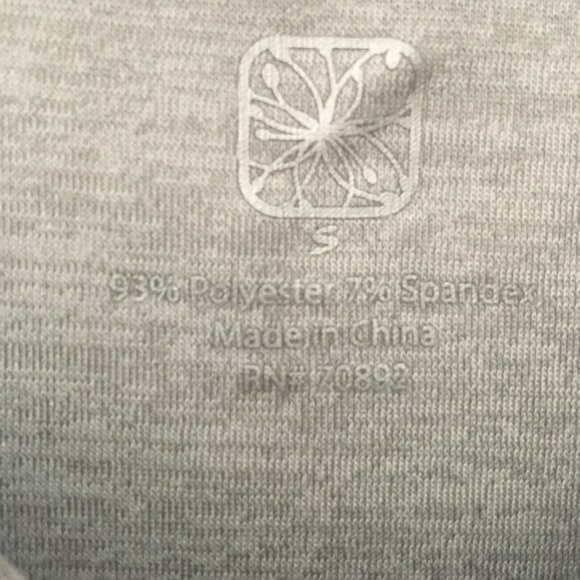 S
93% Polyester 7% Spandex
Made in China
RN# 70892